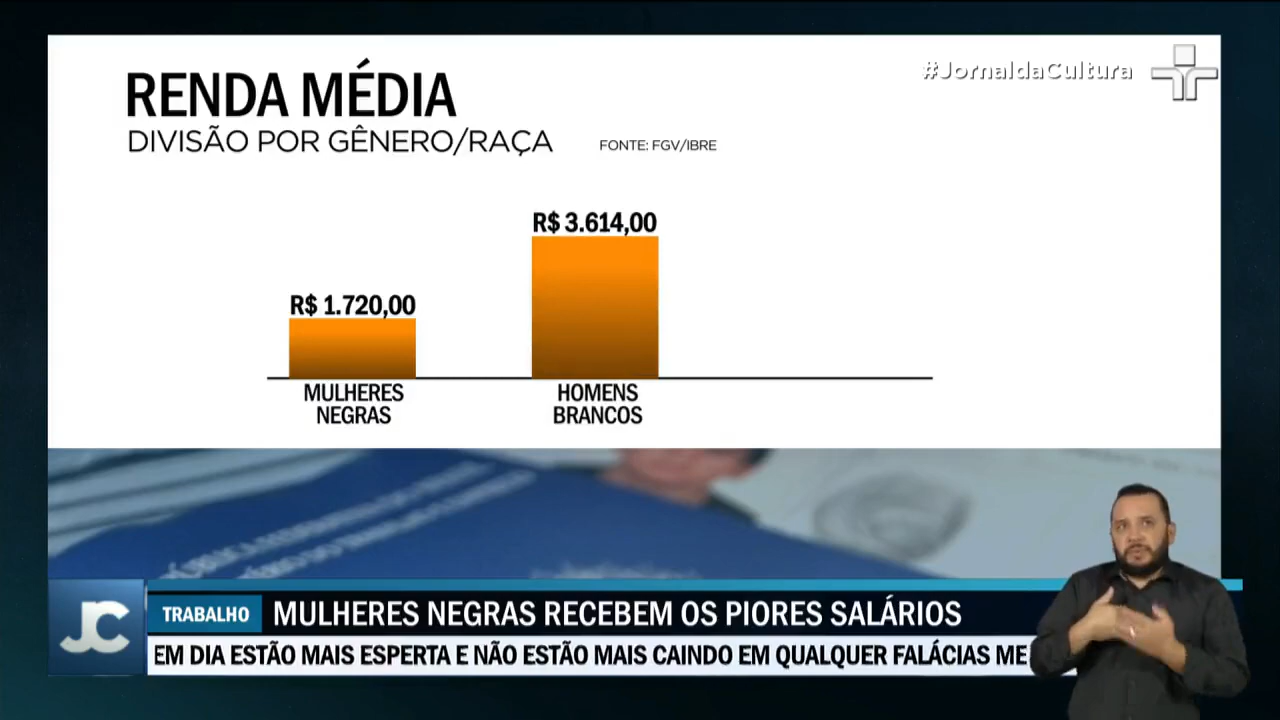 RENDA MÉDIA
DIVISÃO POR GÊNERO/RAÇA
FONTE: FGV/IBRE
#JornaldaCultura
R$ 3.614,00
R$ 1.720,00
MULHERES
NEGRAS
HOMENS
BRANCOS
JC
TRABALHO
MULHERES NEGRAS RECEBEM OS PIORES SALÁRIOS
EM DIA ESTÃO MAIS ESPERTA E NÃO ESTÃO MAIS CAINDO EM QUALQUER FALÁCIAS ME